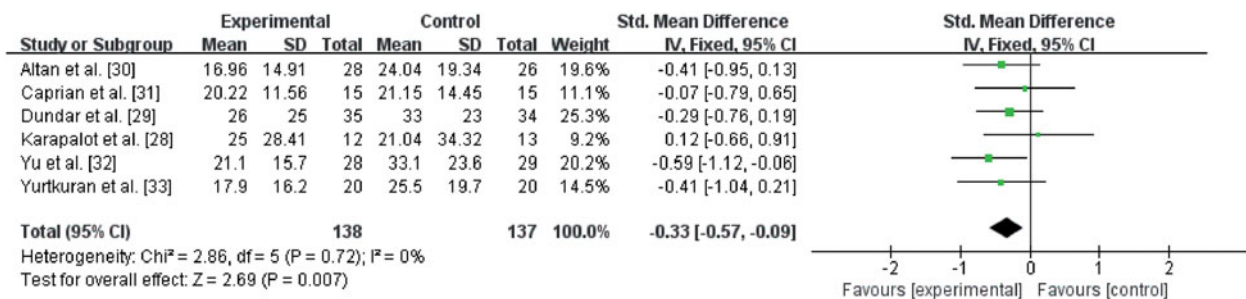 Experimental Control Std. Mean Difference Std. Mean Difference
Study or Subgroup Mean SD Total Mean SD Total Weight IV, Fixed, 95% CI IV, Fixed, 95% CI
Altan et al. [30] 16.96 14.91 28 24.04 19.34 26 19.6% -0.41 [-0.95, 0.13]
Caprian et al. [31] 20.22 11.56 15 21.15 14.45 15 11.1% -0.07 [-0.79, 0.65]
Dundar et al. [29] 26 25 35 33 23 34 25.3% -0.29 [-0.76, 0.19]
Karapalot et al. [28] 25 28.41 12 21.04 34.32 13 9.2% 0.12 [-0.66, 0.91]
Yu et al. [32] 21.1 15.7 28 33.1 23.6 29 20.2% -0.59 [-1.12, -0.06]
Yurtkuran et al. [33] 17.9 16.2 20 25.5 19.7 20 14.5% -0.41 [-1.04, 0.21]
Total (95% CI) 138 137 100.0% -0.33 [-0.57, -0.09]
Heterogeneity: Chi² = 2.86, df = 5 (P = 0.72); I² = 0%
Test for overall effect: Z = 2.69 (P = 0.007)
-2 -1 0 1 2
Favours [experimental] Favours [control]